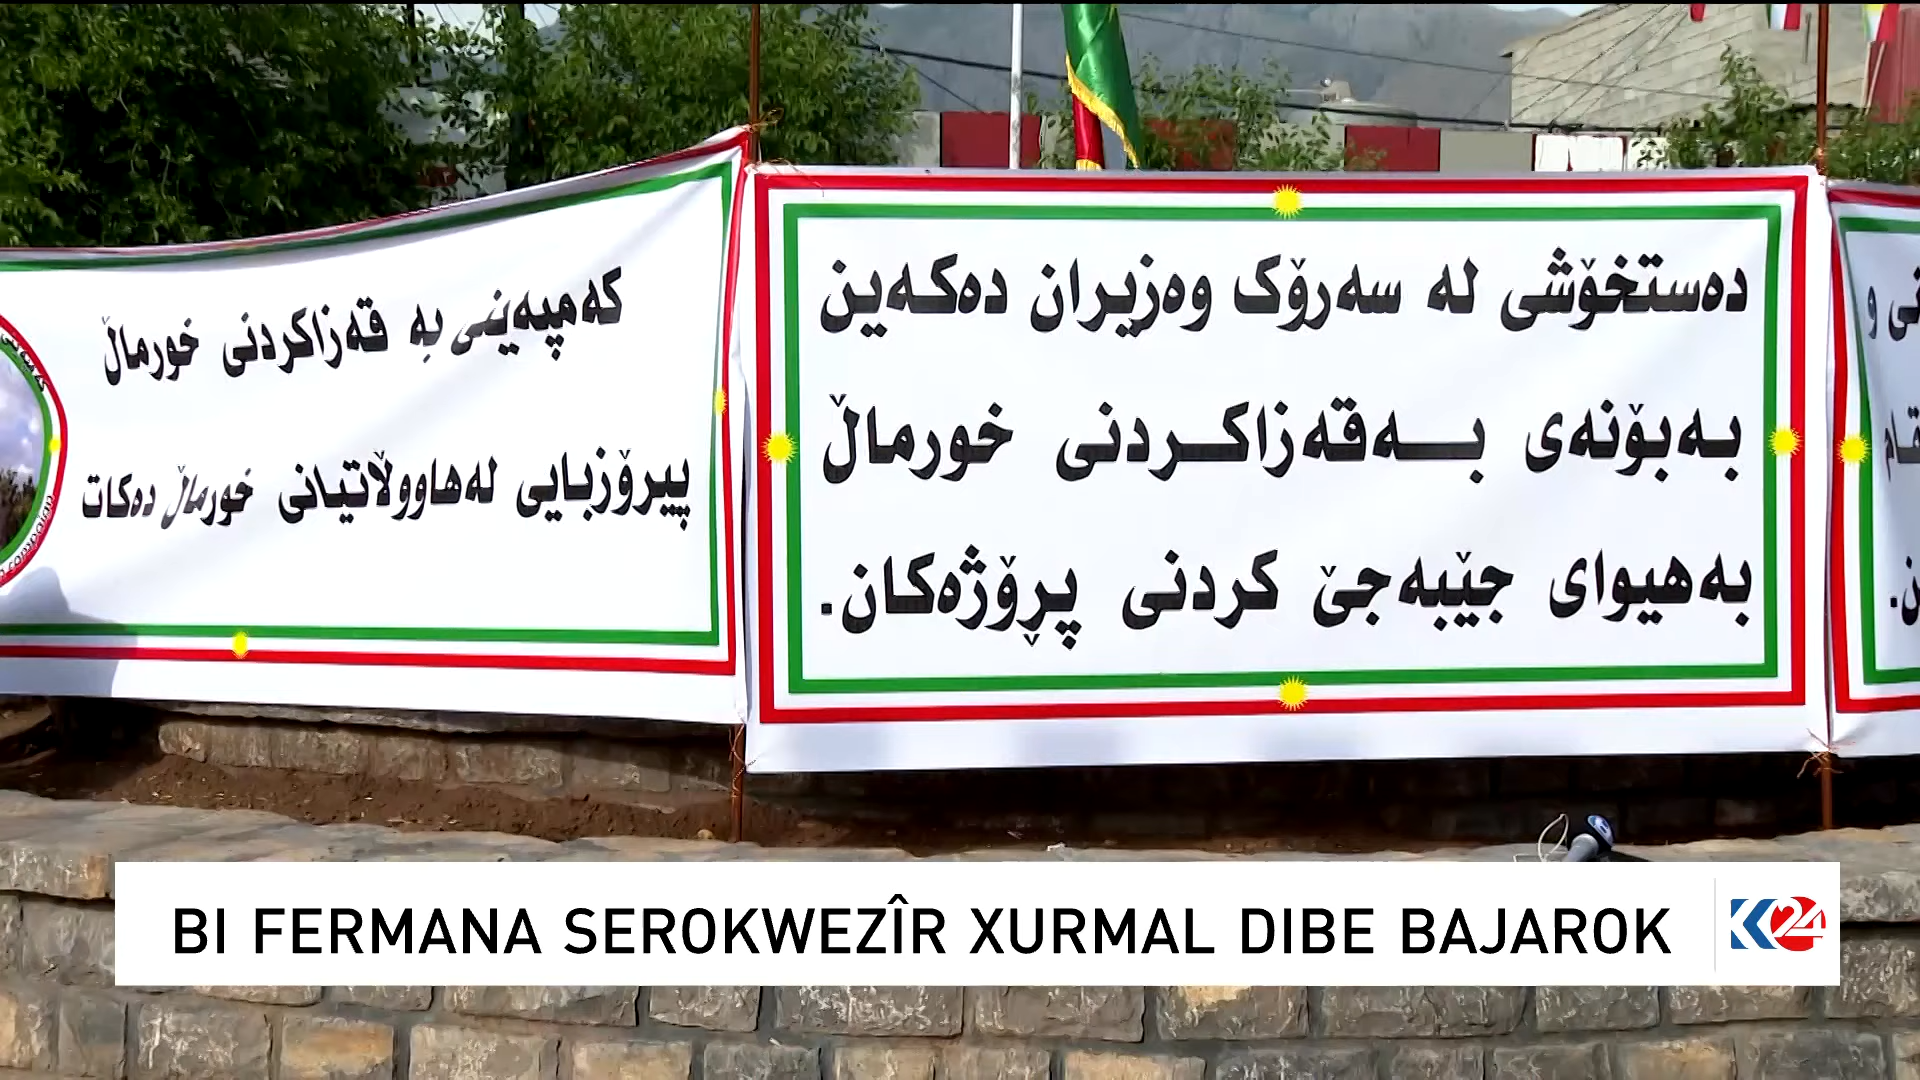 کەمپەینی بە قەزاکردنی خورماڵ
پیرۆزبایی لەهاووڵاتیانی خورماڵ دەکات
دەستخۆشی لە سەرۆک وەزیران دەکەین
بەبۆنەی بەقەزاکردنی خورماڵ
بەهیوای جێبەجێ کردنی پڕۆژەکان.
BI FERMANA SEROKWEZÎR XURMAL DIBE BAJAROK
K24